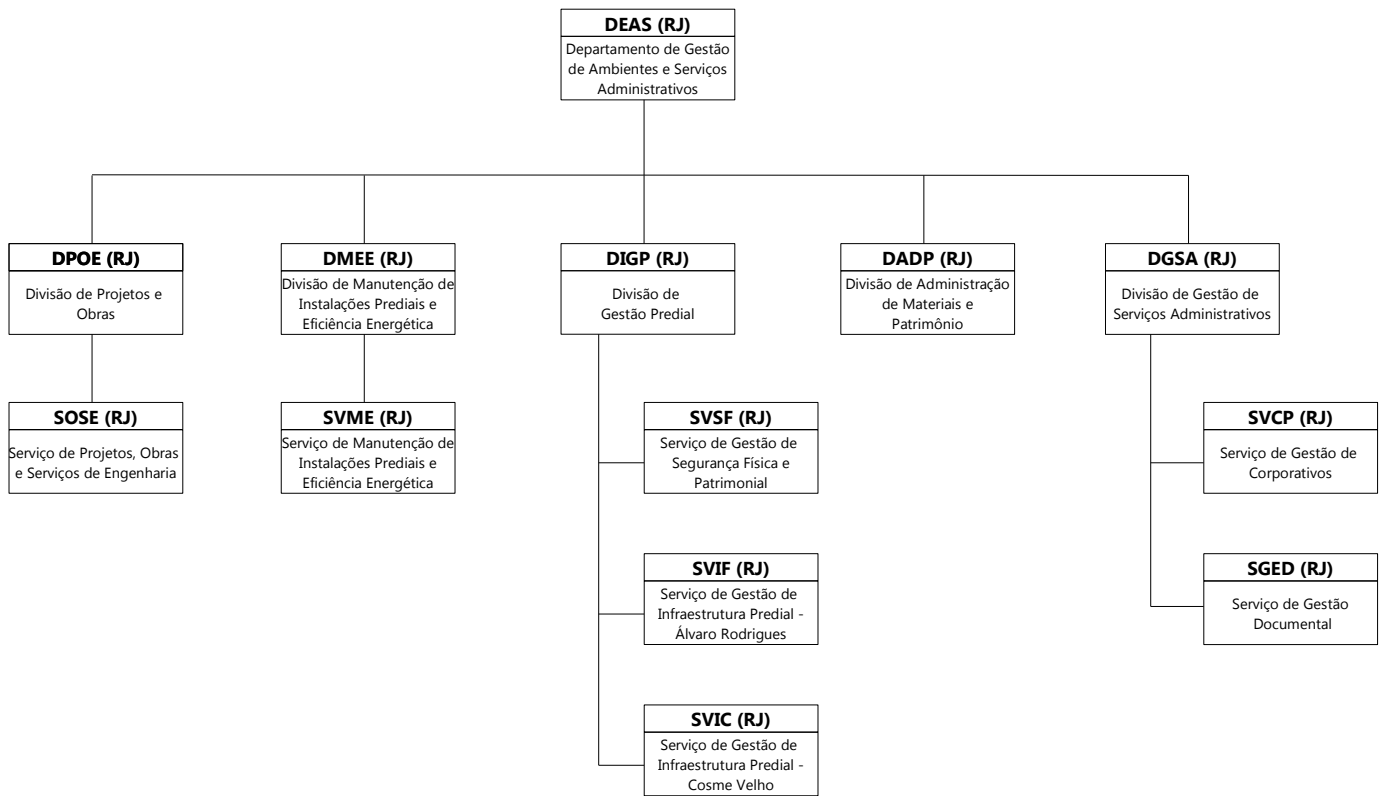 DEAS (RJ)
Departamento de Gestão
de Ambientes e Serviços
Administrativos
DPOE (RJ)
Divisão de Projetos e
Obras
DMEE (RJ)
Divisão de Manutenção de
Instalações Prediais e
Eficiência Energética
DIGP (RJ)
Divisão de
Gestão Predial
DADP (RJ)
Divisão de Administração
de Materiais e
Patrimônio
DGSA (RJ)
Divisão de Gestão de
Serviços Administrativos
SOSE (RJ)
Serviço de Projetos, Obras
e Serviços de Engenharia
SVME (RJ)
Serviço de Manutenção de
Instalações Prediais e
Eficiência Energética
SVSF (RJ)
Serviço de Gestão de
Segurança Física e
Patrimonial
SVCP (RJ)
Serviço de Gestão de
Corporativos
SVIF (RJ)
Serviço de Gestão de
Infraestrutura Predial -
Álvaro Rodrigues
SGED (RJ)
Serviço de Gestão
Documental
SVIC (RJ)
Serviço de Gestão de
Infraestrutura Predial -
Cosme Velho